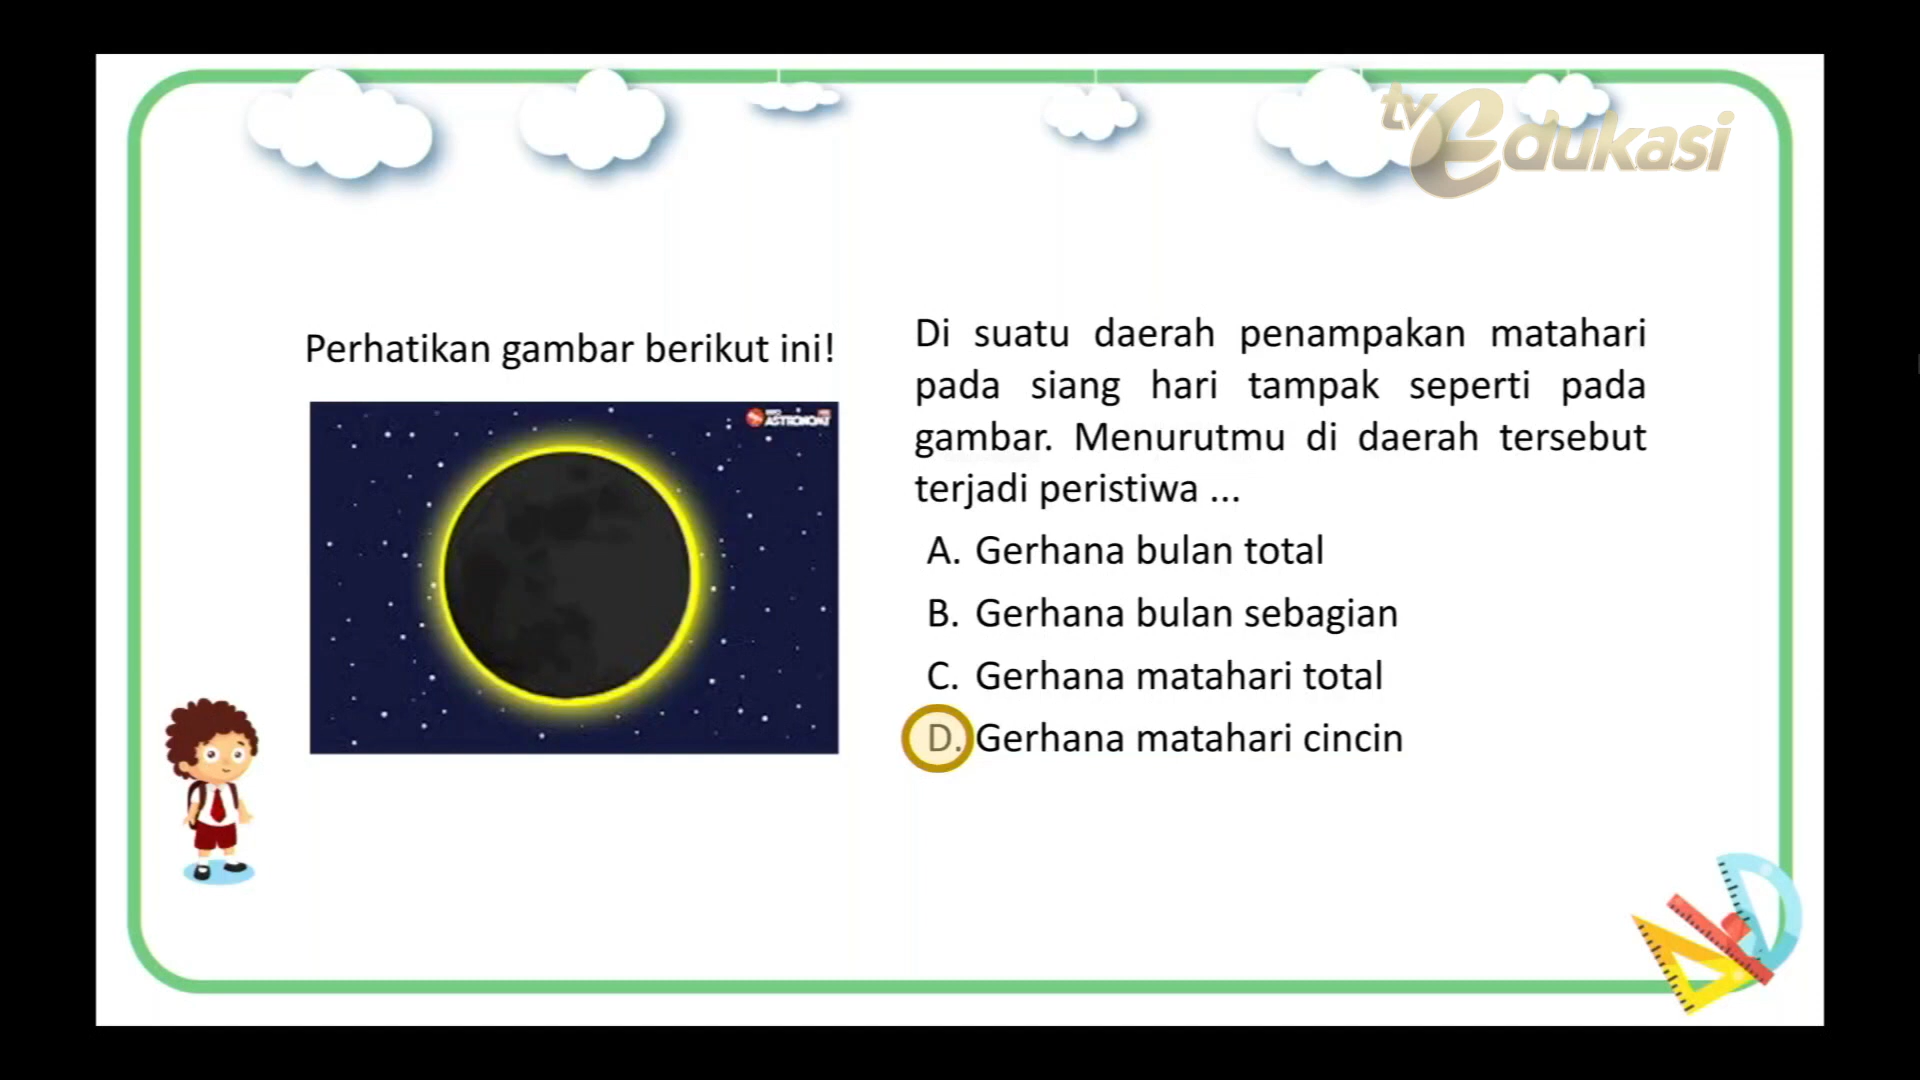 tv edukasi
Perhatikan gambar berikut ini!
ASTRONOMI
Di suatu daerah penampakan matahari
pada siang hari tampak seperti pada
gambar. Menurutmu di daerah tersebut
terjadi peristiwa ...
A. Gerhana bulan total
B. Gerhana bulan sebagian
C. Gerhana matahari total
D. Gerhana matahari cincin